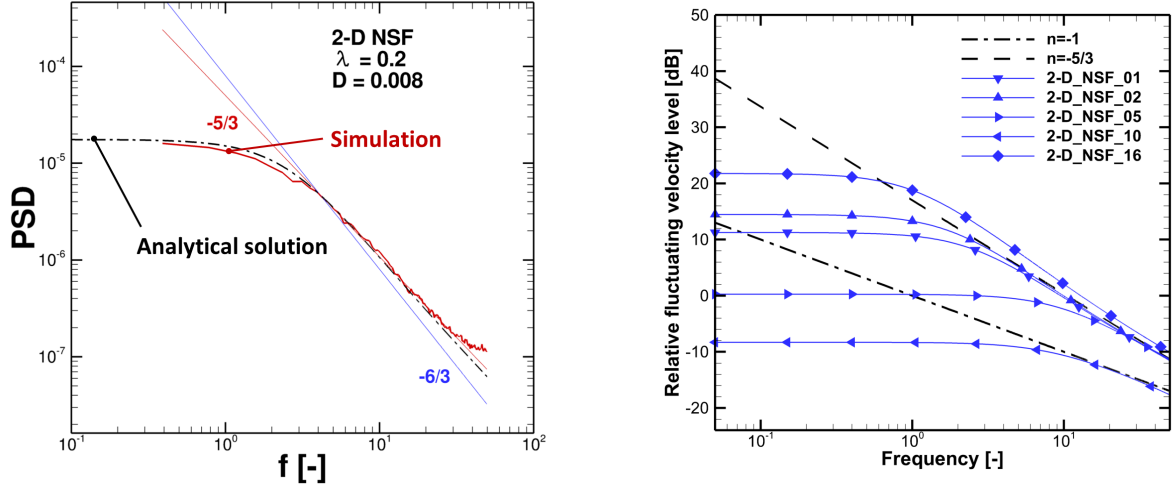 2-D NSF
λ = 0.2
D = 0.008
-5/3
Simulation
Analytical solution
-6/3
PSD
10^-4
10^-5
10^-6
10^-7
10^-1
10^0
10^1
10^2
f [-]
Relative fluctuating velocity level [dB]
50
40
30
20
10
0
-10
-20
n=-1
n=-5/3
2-D_NSF_01
2-D_NSF_02
2-D_NSF_05
2-D_NSF_10
2-D_NSF_16
10^-1
10^0
10^1
Frequency [-]